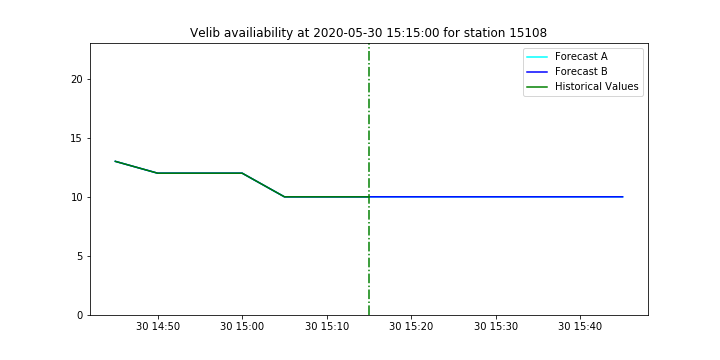 Velib availiability at 2020-05-30 15:15:00 for station 15108
Forecast A
Forecast B
Historical Values
20
15
10
5
0
30 14:50 30 15:00 30 15:10 30 15:20 30 15:30 30 15:40